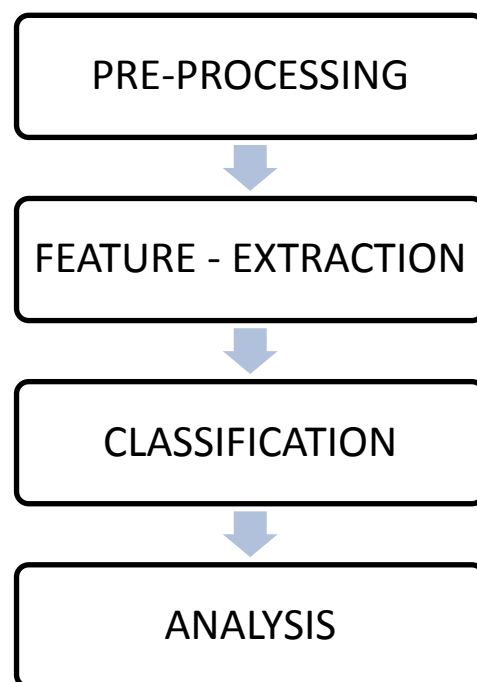 PRE-PROCESSING
FEATURE - EXTRACTION
CLASSIFICATION
ANALYSIS